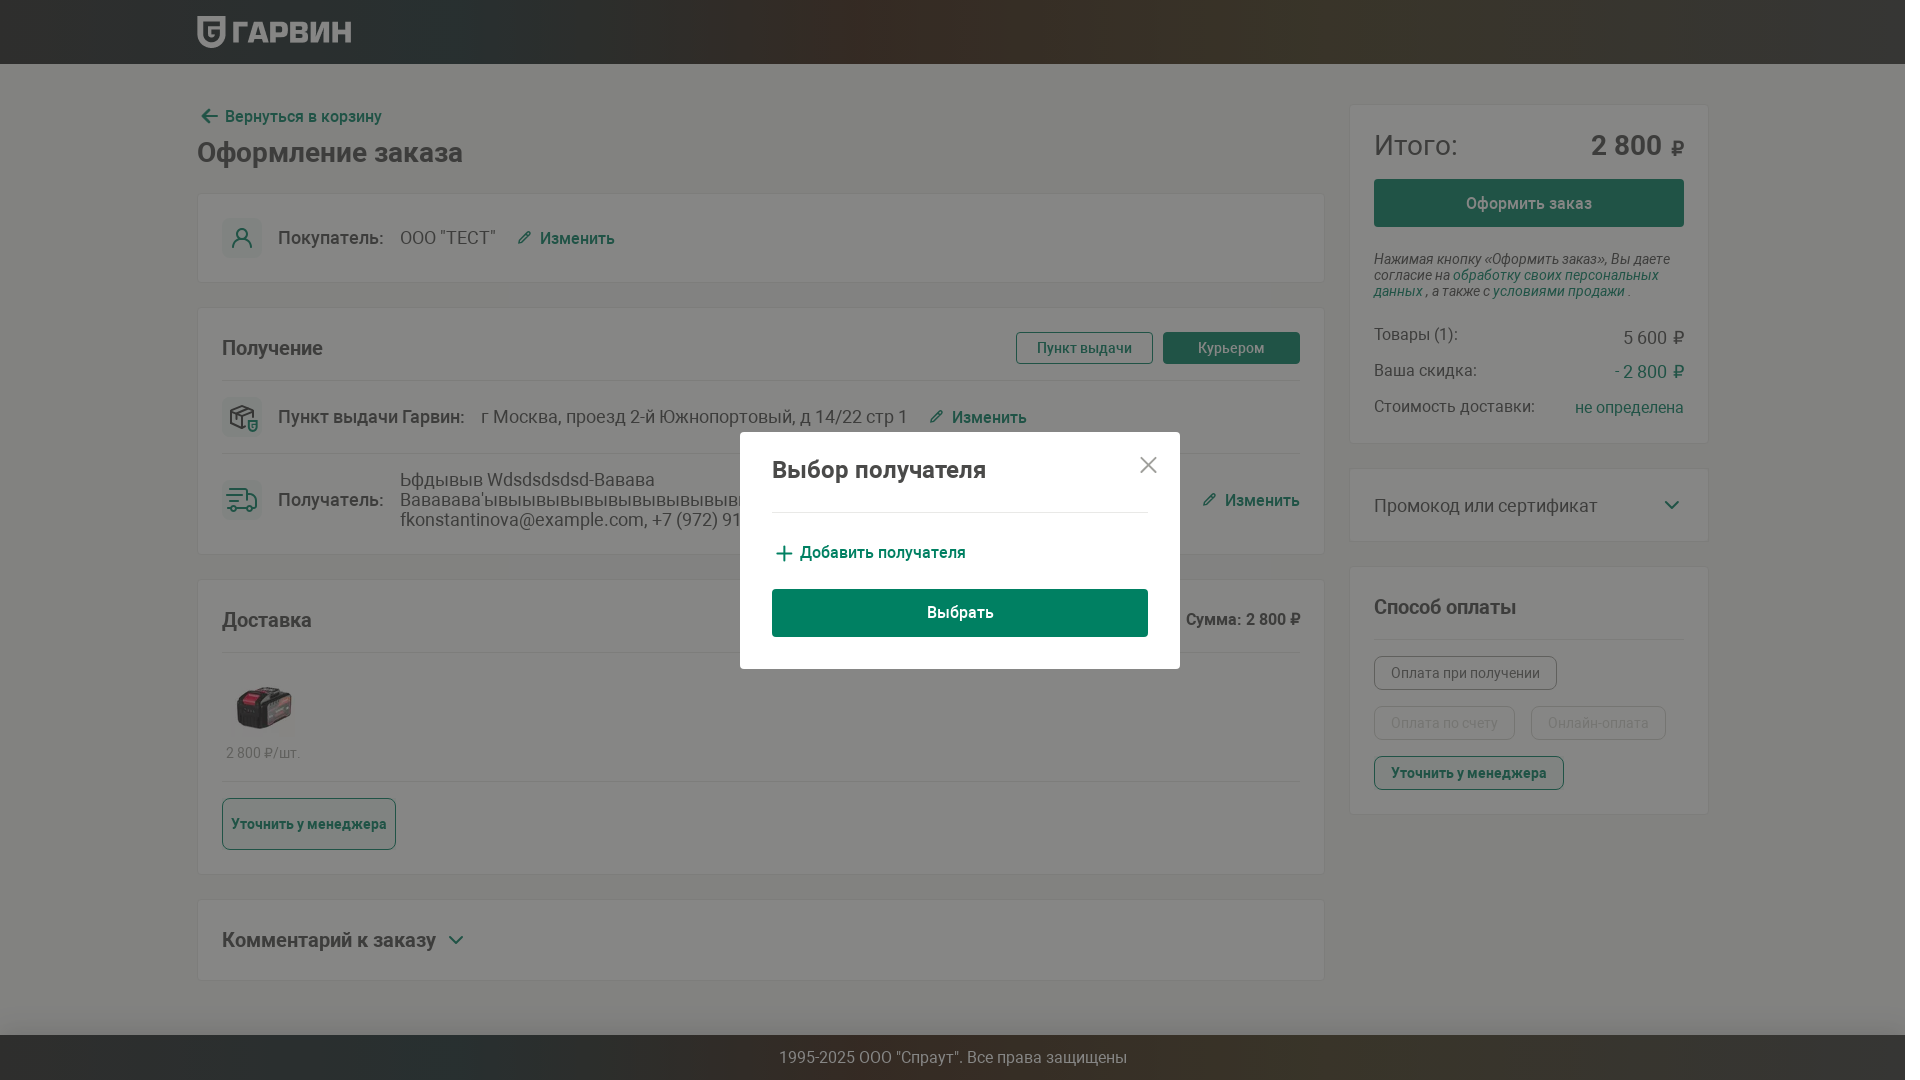 ГАРВИН
Вернуться в корзину
Оформление заказа
Покупатель: ООО "ТЕСТ" Изменить
Получение
Пункт выдачи
Курьером
Пункт выдачи Гарвин: г Москва, проезд 2-й Южнопортовый, д 14/22 стр 1 Изменить
Получатель:
Ьфдывыв Wdsdsdsdsd-Вавава
fkonstantinova@example.com, +7 (972) 91
Изменить
Выбор получателя
Добавить получателя
Выбрать
Доставка
Сумма: 2 800 ₽
2 800 ₽/шт.
Уточнить у менеджера
Комментарий к заказу
Итого: 2 800 ₽
Оформить заказ
Нажимая кнопку «Оформить заказ», Вы даете
согласие на обработку своих персональных
данных , а также с условиями продажи .
Товары (1): 5 600 ₽
Ваша скидка: - 2 800 ₽
Стоимость доставки: не определена
Промокод или сертификат
Способ оплаты
Оплата при получении
Оплата по счету
Онлайн-оплата
Уточнить у менеджера
1995-2025 ООО "Спраут". Все права защищены